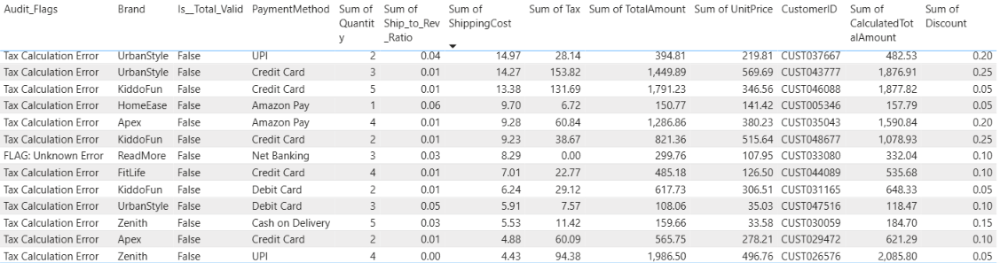 Audit_Flags Brand Is__Total_Valid PaymentMethod Sum of Quantity Sum of Ship_to_Rev_Ratio Sum of ShippingCost Sum of Tax Sum of TotalAmount Sum of UnitPrice CustomerID Sum of CalculatedTotalAmount Sum of Discount
Tax Calculation Error UrbanStyle False UPI 2 0.04 14.97 28.14 394.81 219.81 CUST037667 482.53 0.20
Tax Calculation Error UrbanStyle False Credit Card 3 0.01 14.27 153.82 1,449.89 569.69 CUST043777 1,876.91 0.25
Tax Calculation Error KiddoFun False Credit Card 5 0.01 13.38 131.69 1,791.23 346.56 CUST046088 1,877.82 0.05
Tax Calculation Error HomeEase False Amazon Pay 1 0.06 9.70 6.72 150.77 141.42 CUST005346 157.79 0.05
Tax Calculation Error Apex False Amazon Pay 4 0.01 9.28 60.84 1,286.86 380.23 CUST035043 1,590.84 0.20
Tax Calculation Error KiddoFun False Credit Card 2 0.01 9.23 38.67 821.36 515.64 CUST048677 1,078.93 0.25
FLAG: Unknown Error ReadMore False Net Banking 3 0.03 8.29 0.00 299.76 107.95 CUST033080 332.04 0.10
Tax Calculation Error FitLife False Credit Card 4 0.01 7.01 22.77 485.18 126.50 CUST044089 535.68 0.10
Tax Calculation Error KiddoFun False Debit Card 2 0.01 6.24 29.12 617.73 306.51 CUST031165 648.33 0.05
Tax Calculation Error UrbanStyle False Debit Card 3 0.05 5.91 7.57 108.06 35.03 CUST047516 118.47 0.10
Tax Calculation Error Zenith False Cash on Delivery 5 0.03 5.53 11.42 159.66 33.58 CUST030059 184.70 0.15
Tax Calculation Error Apex False Credit Card 2 0.01 4.88 60.09 565.75 278.21 CUST029472 621.29 0.10
Tax Calculation Error Zenith False UPI 4 0.00 4.43 94.38 1,986.50 496.76 CUST026576 2,085.80 0.05